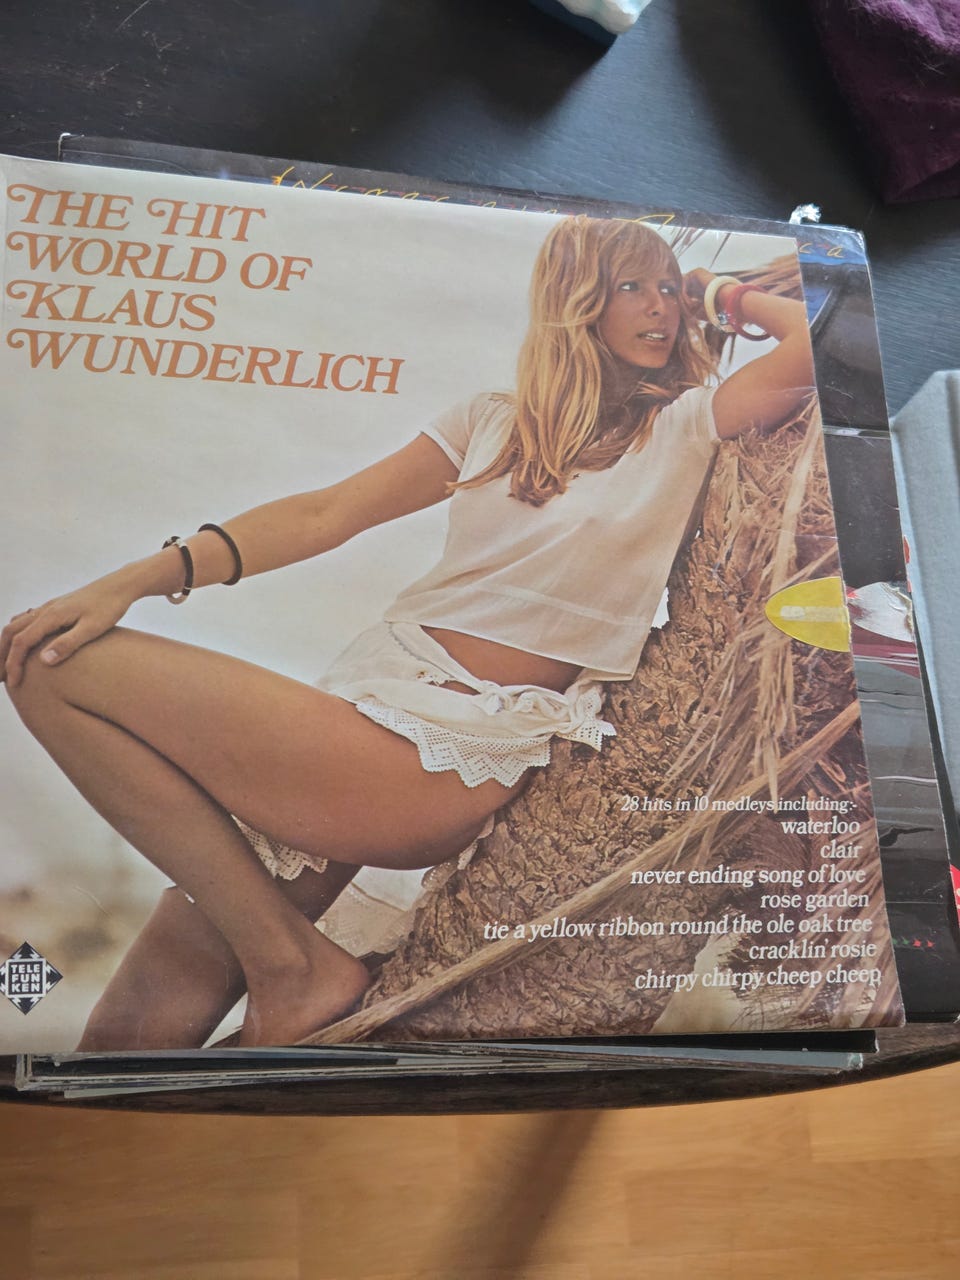 THE HIT
WORLD OF
KLAUS
WUNDERLICH
28 hits in 10 medleys including:-
waterloo
clair
never ending song of love
rose garden
tie a yellow ribbon round the ole oak tree
cracklin' rosie
chirpy chirpy cheep cheep
TELE
FUN
KEN